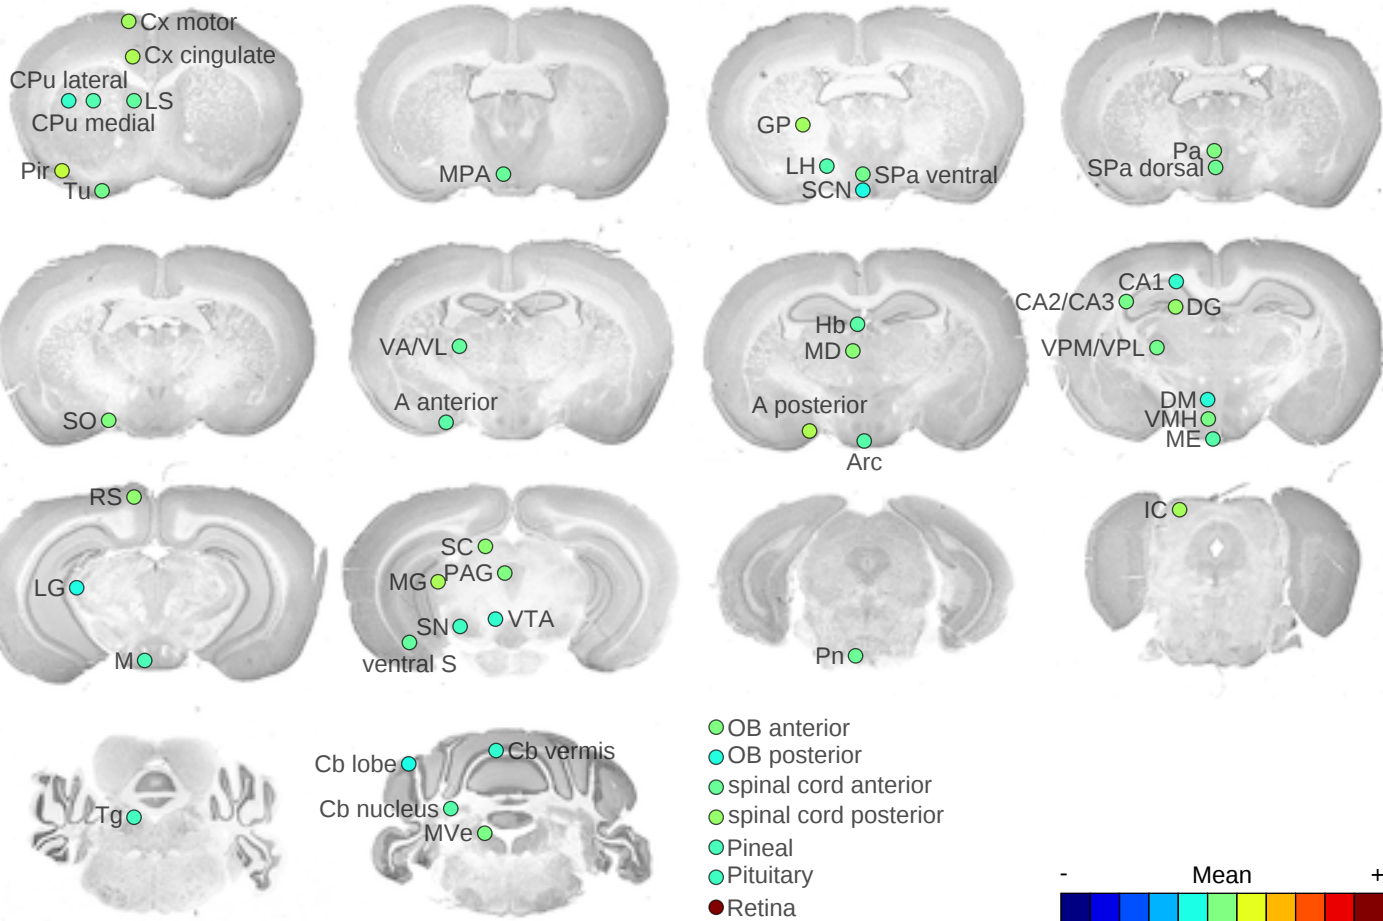 Cx motor
Cx cingulate
CPu lateral
LS
CPu medial
Pir
Tu
MPA
GP
LH
SPa ventral
SCN
Pa
SPa dorsal
SO
VA/VL
A anterior
Hb
MD
A posterior
Arc
CA1
CA2/CA3
DG
VPM/VPL
DM
VMH
ME
RS
LG
M
SC
MG
PAG
SN
VTA
ventral S
Pn
IC
Tg
Cb lobe
Cb vermis
Cb nucleus
MVe
OB anterior
OB posterior
spinal cord anterior
spinal cord posterior
Pineal
Pituitary
Retina
- Mean +